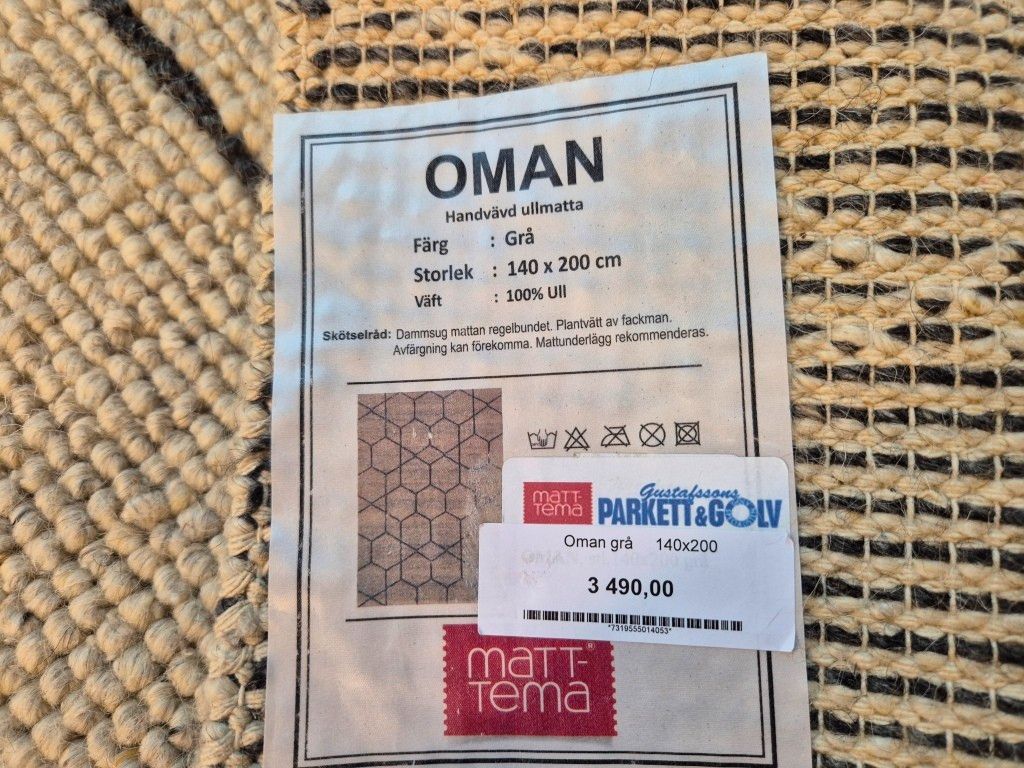 OMAN
Handvävd ullmatta
Färg : Grå
Storlek : 140 x 200 cm
Väft : 100% Ull
Skötselråd: Dammsug mattan regelbundet. Plantvätt av fackman.
Avfärgning kan förekomma. Mattunderlägg rekommenderas.
MATT-
TEMA
Gustafssons
PARKETT&GOLV
Oman grå 140x200
3 490,00
*7319555014053*
MATT-®
TEMA